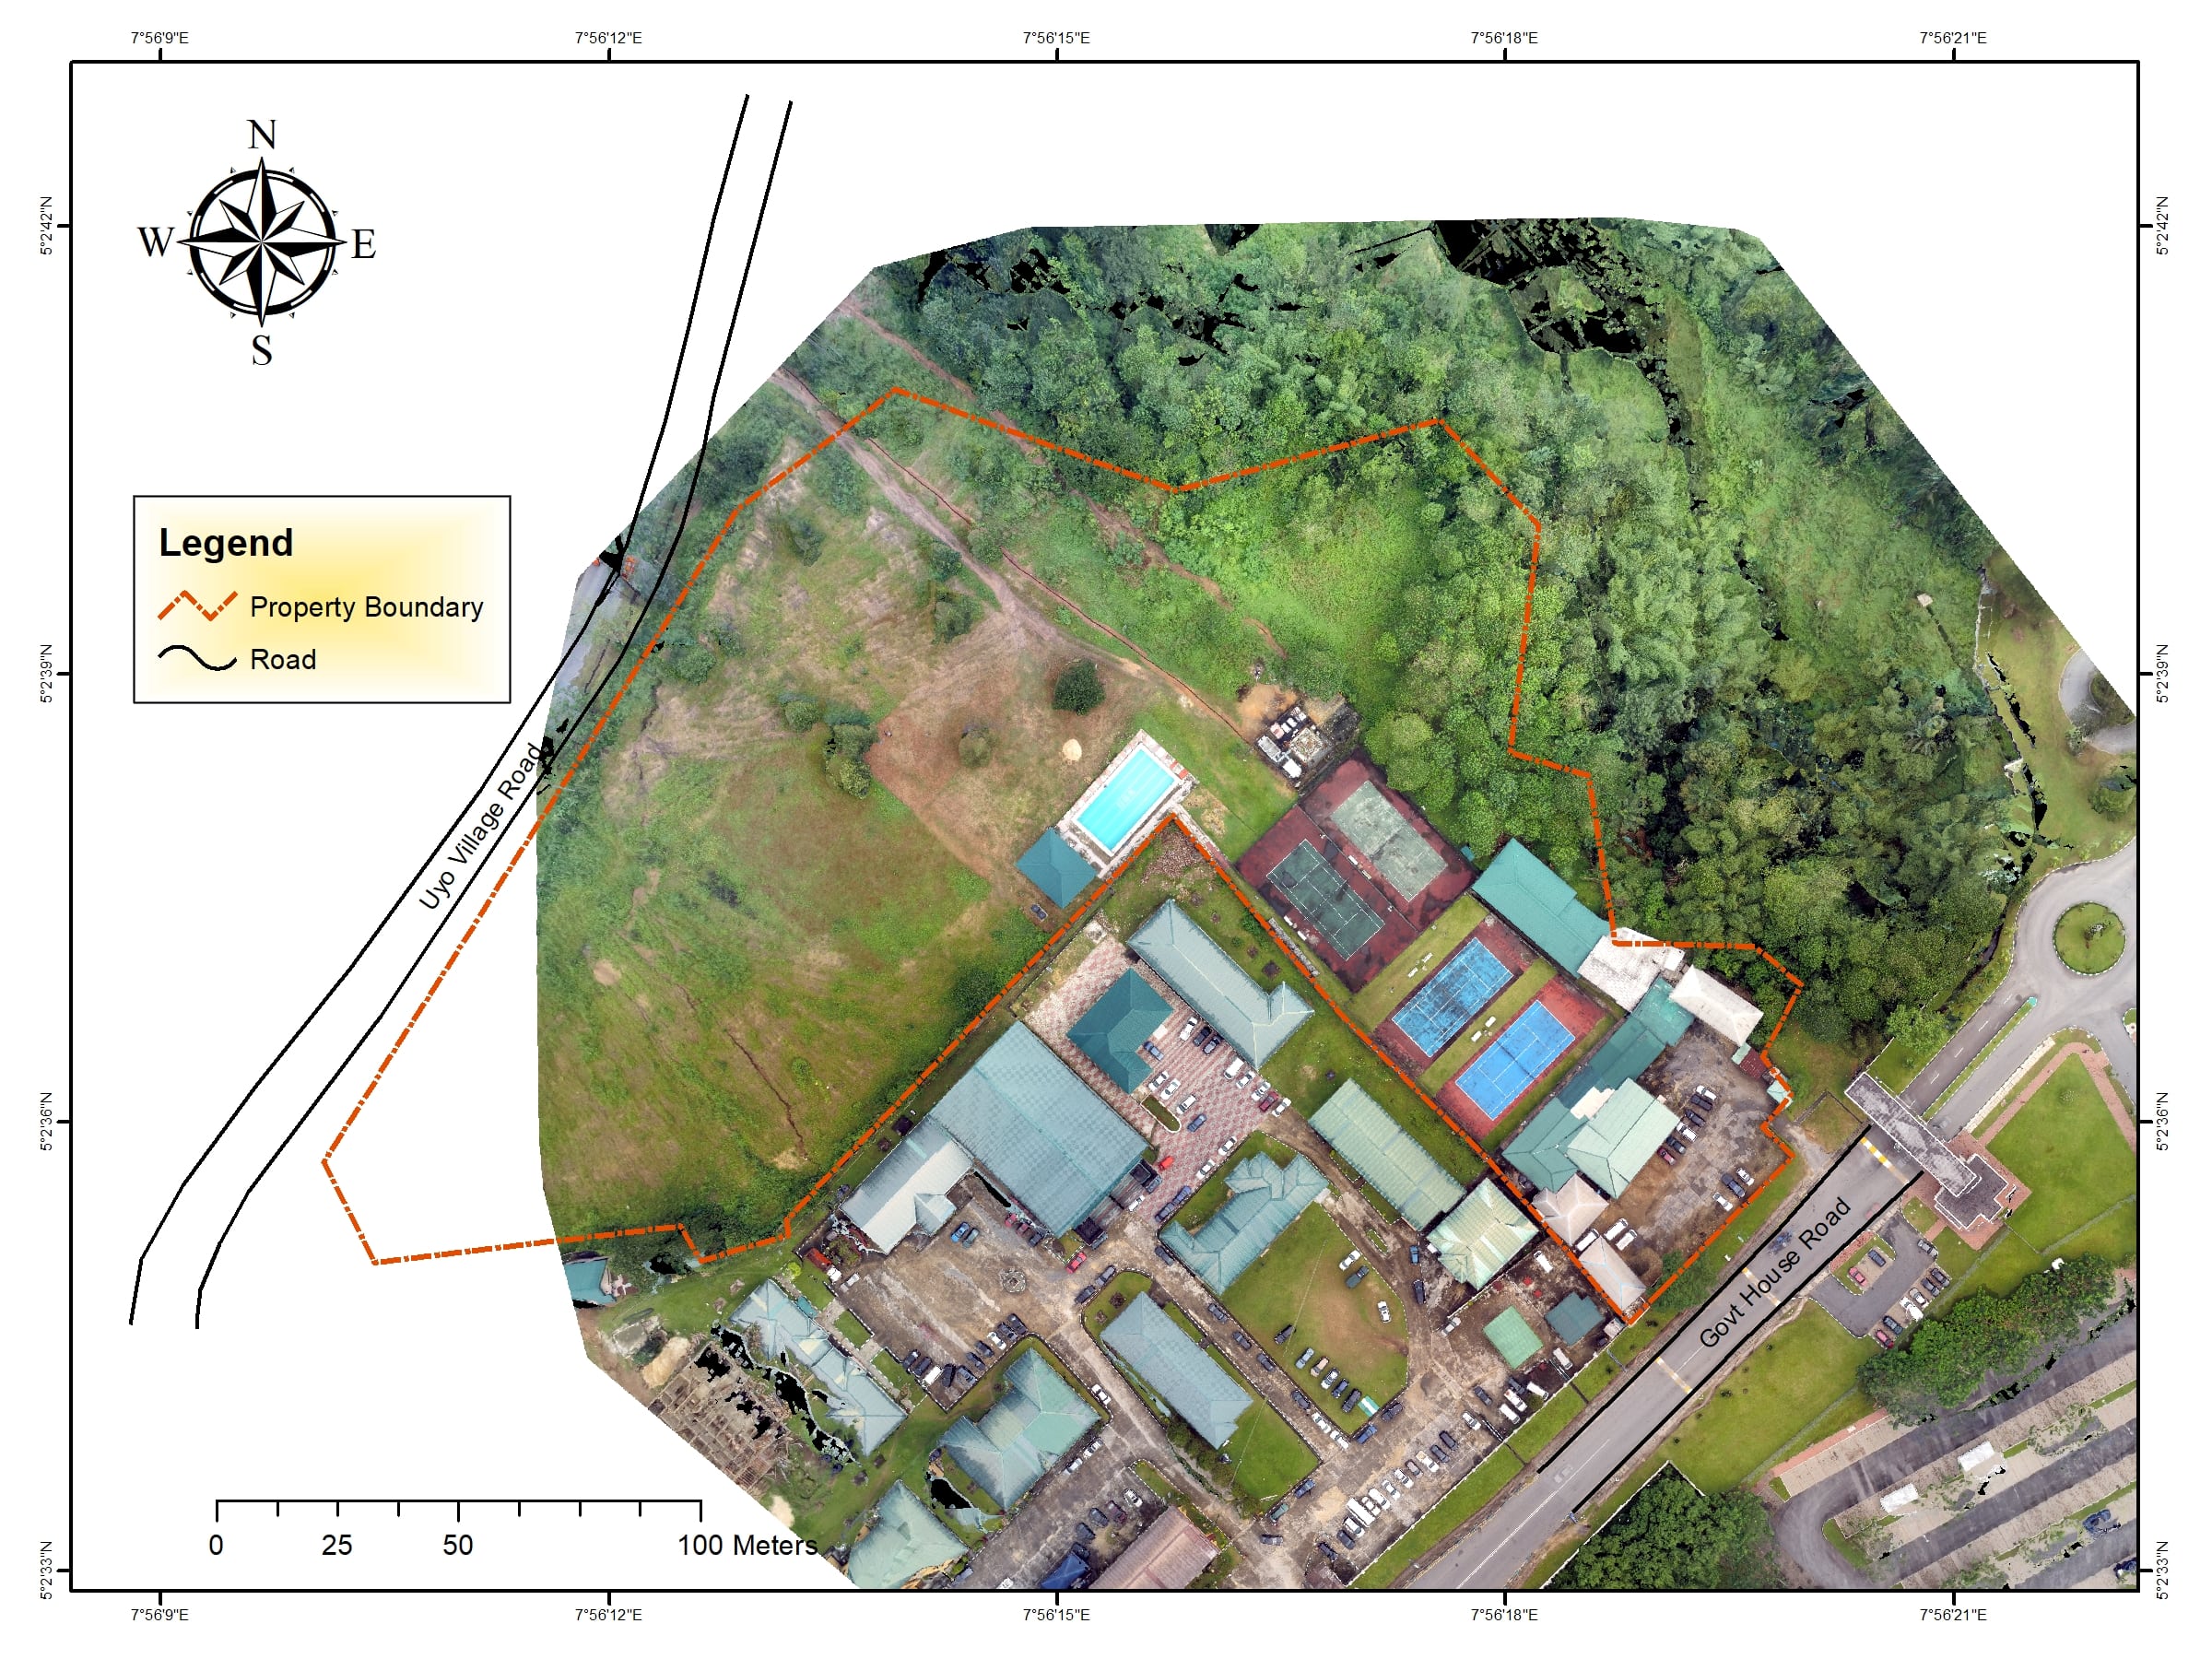 7°56'9"E 7°56'12"E 7°56'15"E 7°56'18"E 7°56'21"E
5°2'42"N 5°2'42"N
N
W E
S
Legend
Property Boundary
Road
5°2'39"N 5°2'39"N
Uyo Village Road
5°2'36"N 5°2'36"N
Govt House Road
0 25 50 100 Meters
5°2'33"N 5°2'33"N
7°56'9"E 7°56'12"E 7°56'15"E 7°56'18"E 7°56'21"E